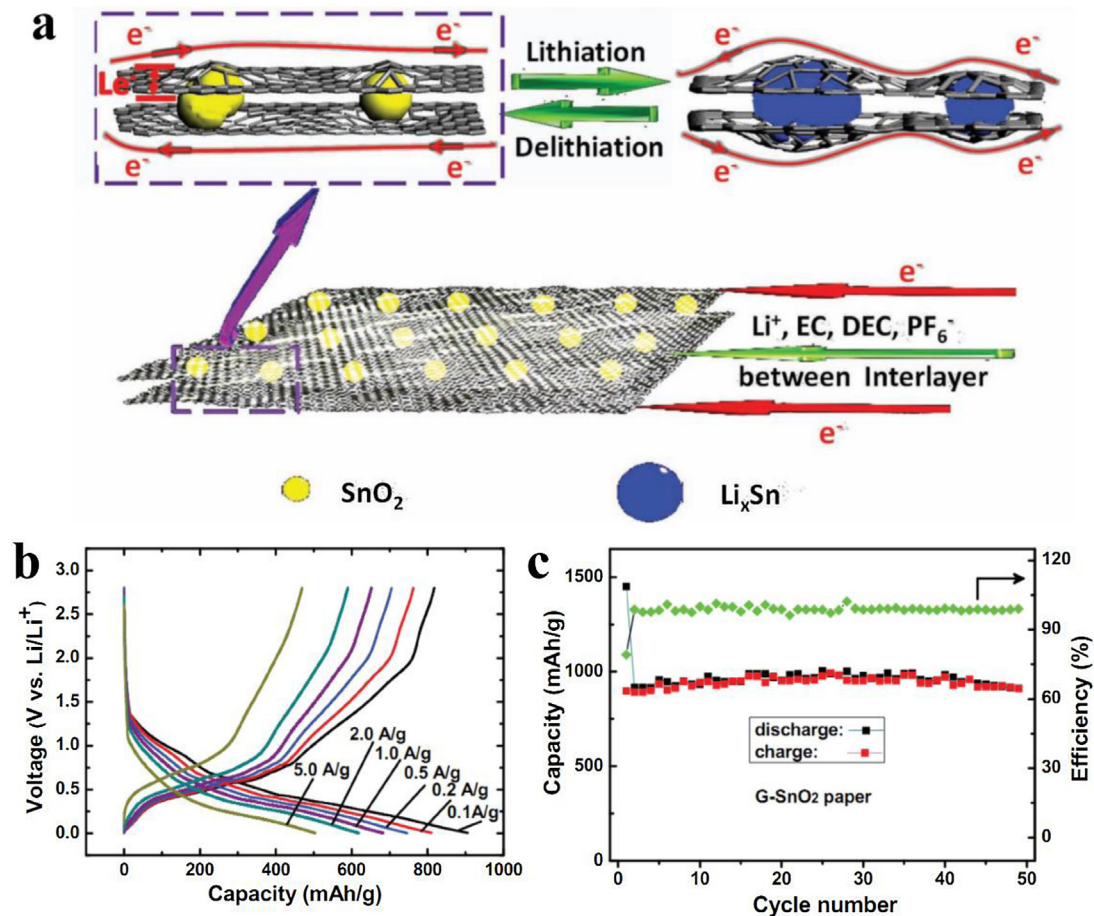 a
e-
e-
Le-
e-
e-
Lithiation
Delithiation
e-
e-
e-
e-
e-
Li+, EC, DEC, PF6-
between Interlayer
e-
SnO2
LixSn
b
Voltage (V vs. Li/Li+)
3.0
2.5
2.0
1.5
1.0
0.5
0.0
5.0 A/g
2.0 A/g
1.0 A/g
0.5 A/g
0.2 A/g
0.1A/g
0 200 400 600 800 1000
Capacity (mAh/g)
c
Capacity (mAh/g)
1500
1000
500
0
discharge:
charge:
G-SnO2 paper
120
90
60
30
0
Efficiency (%)
0 10 20 30 40 50
Cycle number